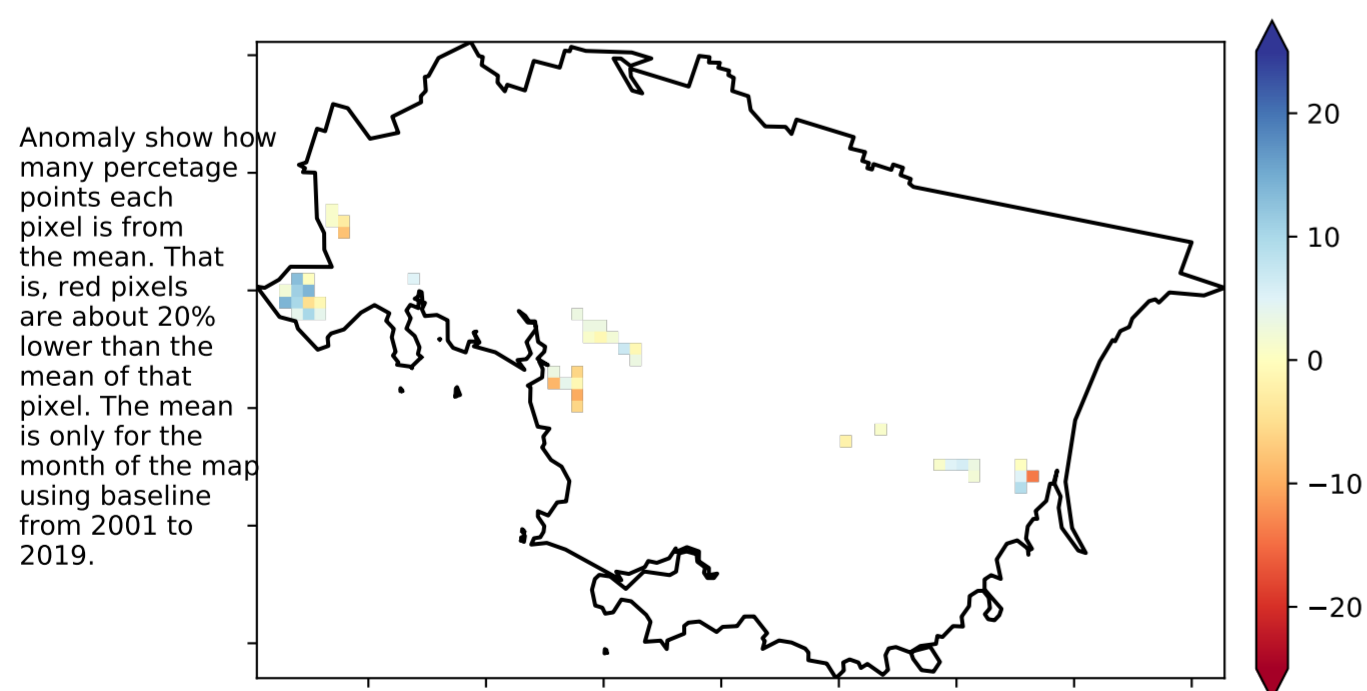 Anomaly show how
many percetage
points each
pixel is from
the mean. That
is, red pixels
are about 20%
lower than the
mean of that
pixel. The mean
is only for the
month of the map
using baseline
from 2001 to
2019.
20
10
0
−10
−20